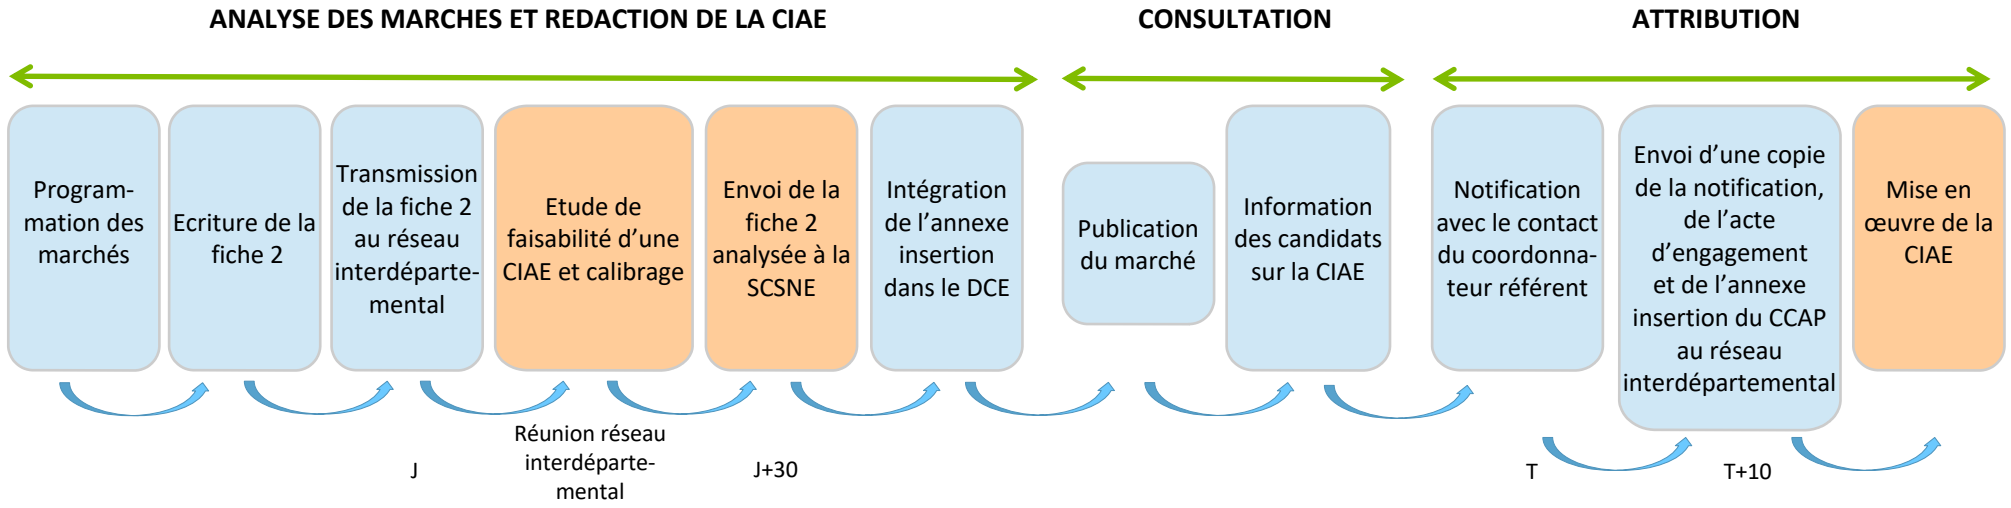 ANALYSE DES MARCHES ET REDACTION DE LA CIAE
CONSULTATION
ATTRIBUTION
Program-
mation des
marchés
Ecriture de la
fiche 2
Transmission
de la fiche 2
au réseau
interdéparte-
mental
Etude de
faisabilité d’une
CIAE et calibrage
Envoi de la
fiche 2
analysée à la
SCSNE
Intégration
de l’annexe
insertion
dans le DCE
Publication
du marché
Information
des candidats
sur la CIAE
Notification
avec le contact
du coordonna-
teur référent
Envoi d’une copie
de la notification,
de l’acte
d’engagement
et de l’annexe
insertion du CCAP
au réseau
interdépartemental
Mise en
œuvre de la
CIAE
J
Réunion réseau
interdéparte-
mental
J+30
T
T+10